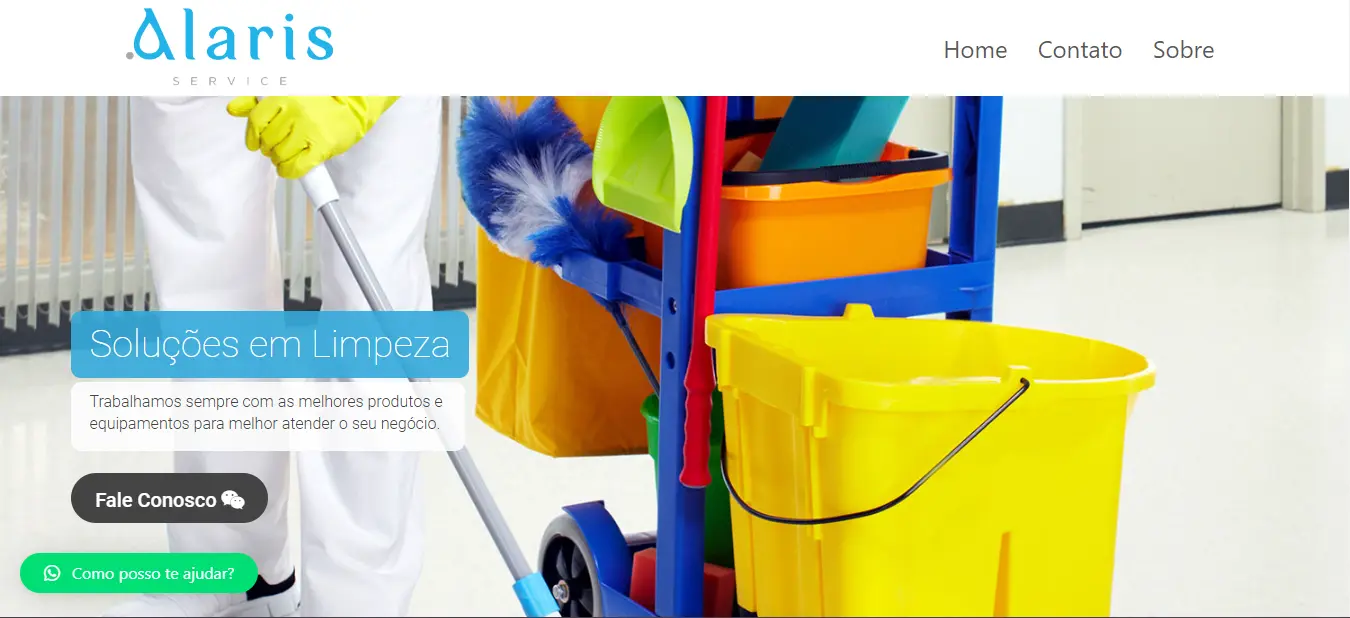 Alaris
SERVICE
Home Contato Sobre
Soluções em Limpeza
Trabalhamos sempre com as melhores produtos e
equipamentos para melhor atender o seu negócio.
Fale Conosco
Como posso te ajudar?